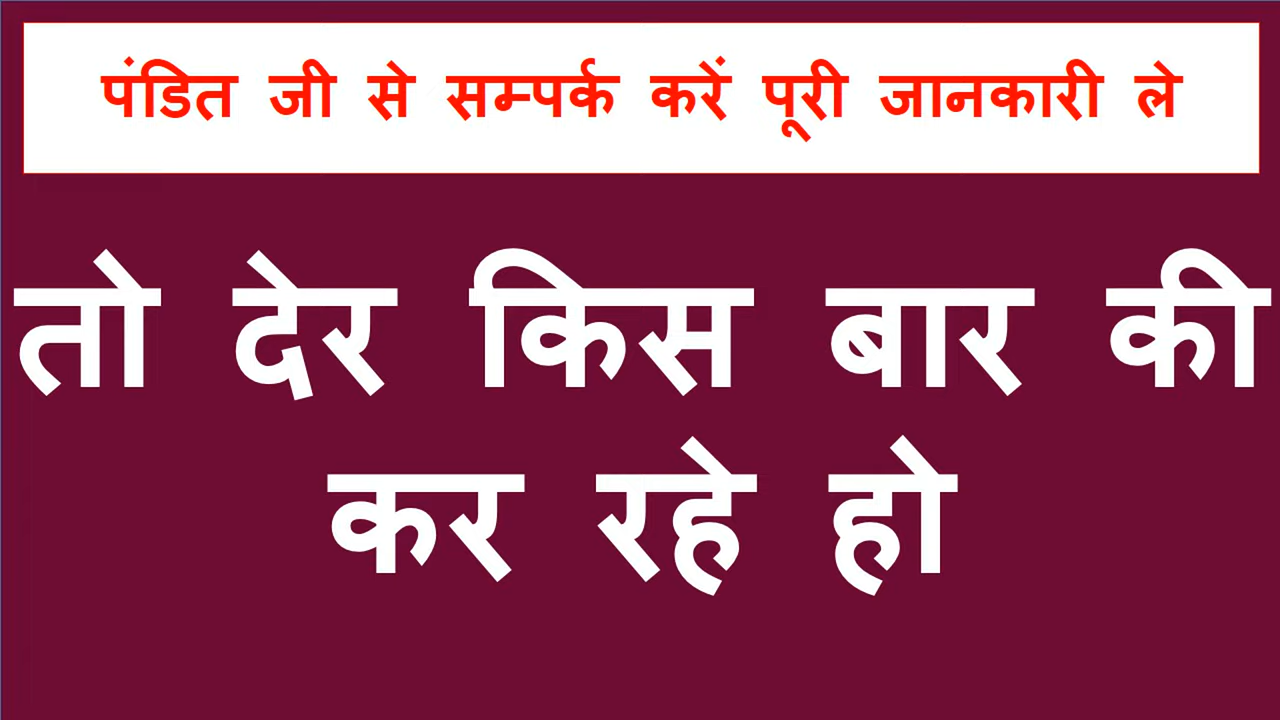 पंडित जी से सम्पर्क करें पूरी जानकारी ले
तो देर किस बार की
कर रहे हो